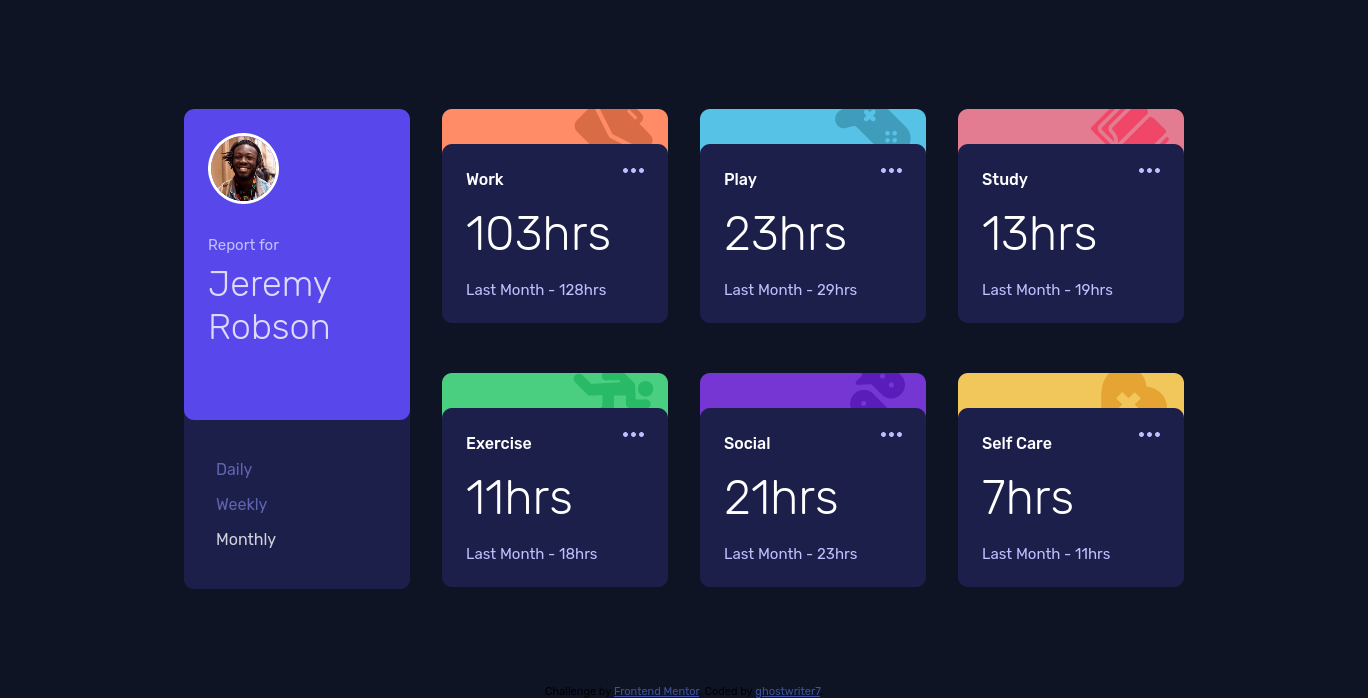 Report for
Jeremy
Robson
Daily
Weekly
Monthly
Work
103hrs
Last Month - 128hrs
Play
23hrs
Last Month - 29hrs
Study
13hrs
Last Month - 19hrs
Exercise
11hrs
Last Month - 18hrs
Social
21hrs
Last Month - 23hrs
Self Care
7hrs
Last Month - 11hrs
Challenge by Frontend Mentor. Coded by ghostwriter7